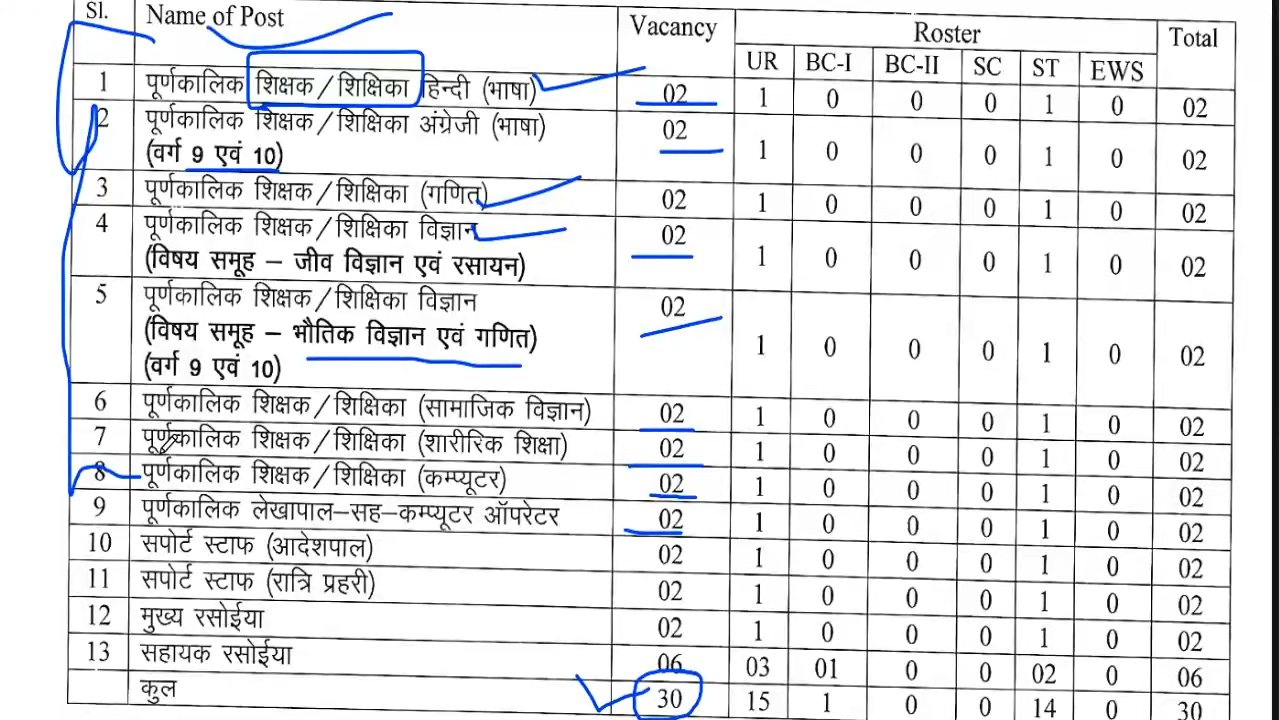 Sl. Name of Post Vacancy Roster Total
UR BC-I BC-II SC ST EWS
1 पूर्णकालिक शिक्षक/शिक्षिका हिन्दी (भाषा) 02 1 0 0 0 1 0 02
2 पूर्णकालिक शिक्षक/शिक्षिका अंग्रेजी (भाषा) 02 1 0 0 0 1 0 02
(वर्ग 9 एवं 10)
3 पूर्णकालिक शिक्षक/शिक्षिका (गणित) 02 1 0 0 0 1 0 02
4 पूर्णकालिक शिक्षक/शिक्षिका विज्ञान 02 1 0 0 0 1 0 02
(विषय समूह – जीव विज्ञान एवं रसायन)
5 पूर्णकालिक शिक्षक/शिक्षिका विज्ञान 02 1 0 0 0 1 0 02
(विषय समूह – भौतिक विज्ञान एवं गणित)
(वर्ग 9 एवं 10)
6 पूर्णकालिक शिक्षक/शिक्षिका (सामाजिक विज्ञान) 02 1 0 0 0 1 0 02
7 पूर्णकालिक शिक्षक/शिक्षिका (शारीरिक शिक्षा) 02 1 0 0 0 1 0 02
8 पूर्णकालिक शिक्षक/शिक्षिका (कम्प्यूटर) 02 1 0 0 0 1 0 02
9 पूर्णकालिक लेखापाल–सह–कम्प्यूटर ऑपरेटर 02 1 0 0 0 1 0 02
10 सपोर्ट स्टाफ (आदेशपाल) 02 1 0 0 0 1 0 02
11 सपोर्ट स्टाफ (रात्रि प्रहरी) 02 1 0 0 0 1 0 02
12 मुख्य रसोईया 02 1 0 0 0 1 0 02
13 सहायक रसोईया 06 03 01 0 0 02 0 06
कुल 30 15 1 0 0 14 0 30